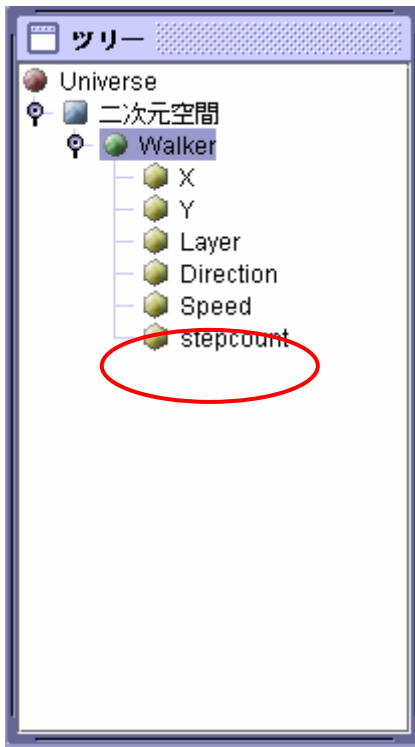 ツリー
Universe
二次元空間
Walker
X
Y
Layer
Direction
Speed
stepcount